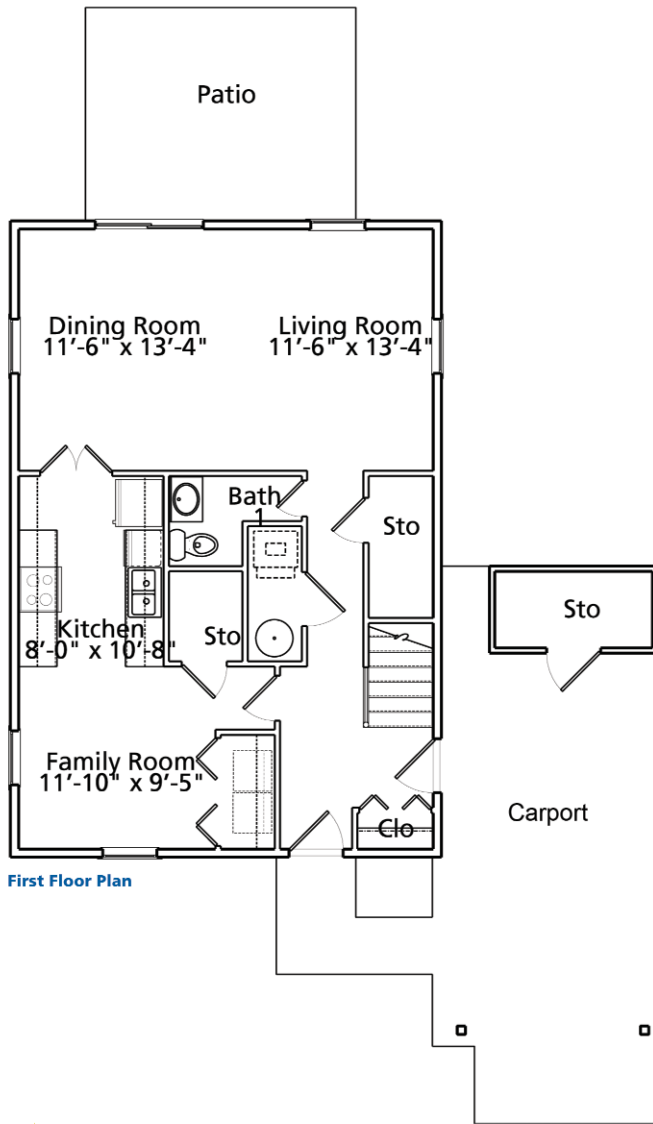 Patio
Dining Room
11'-6" x 13'-4"
Living Room
11'-6" x 13'-4"
Bath
1
Sto
Sto
Kitchen
8'-0" x 10'-8"
Sto
Family Room
11'-10" x 9'-5"
Carport
Clo
First Floor Plan